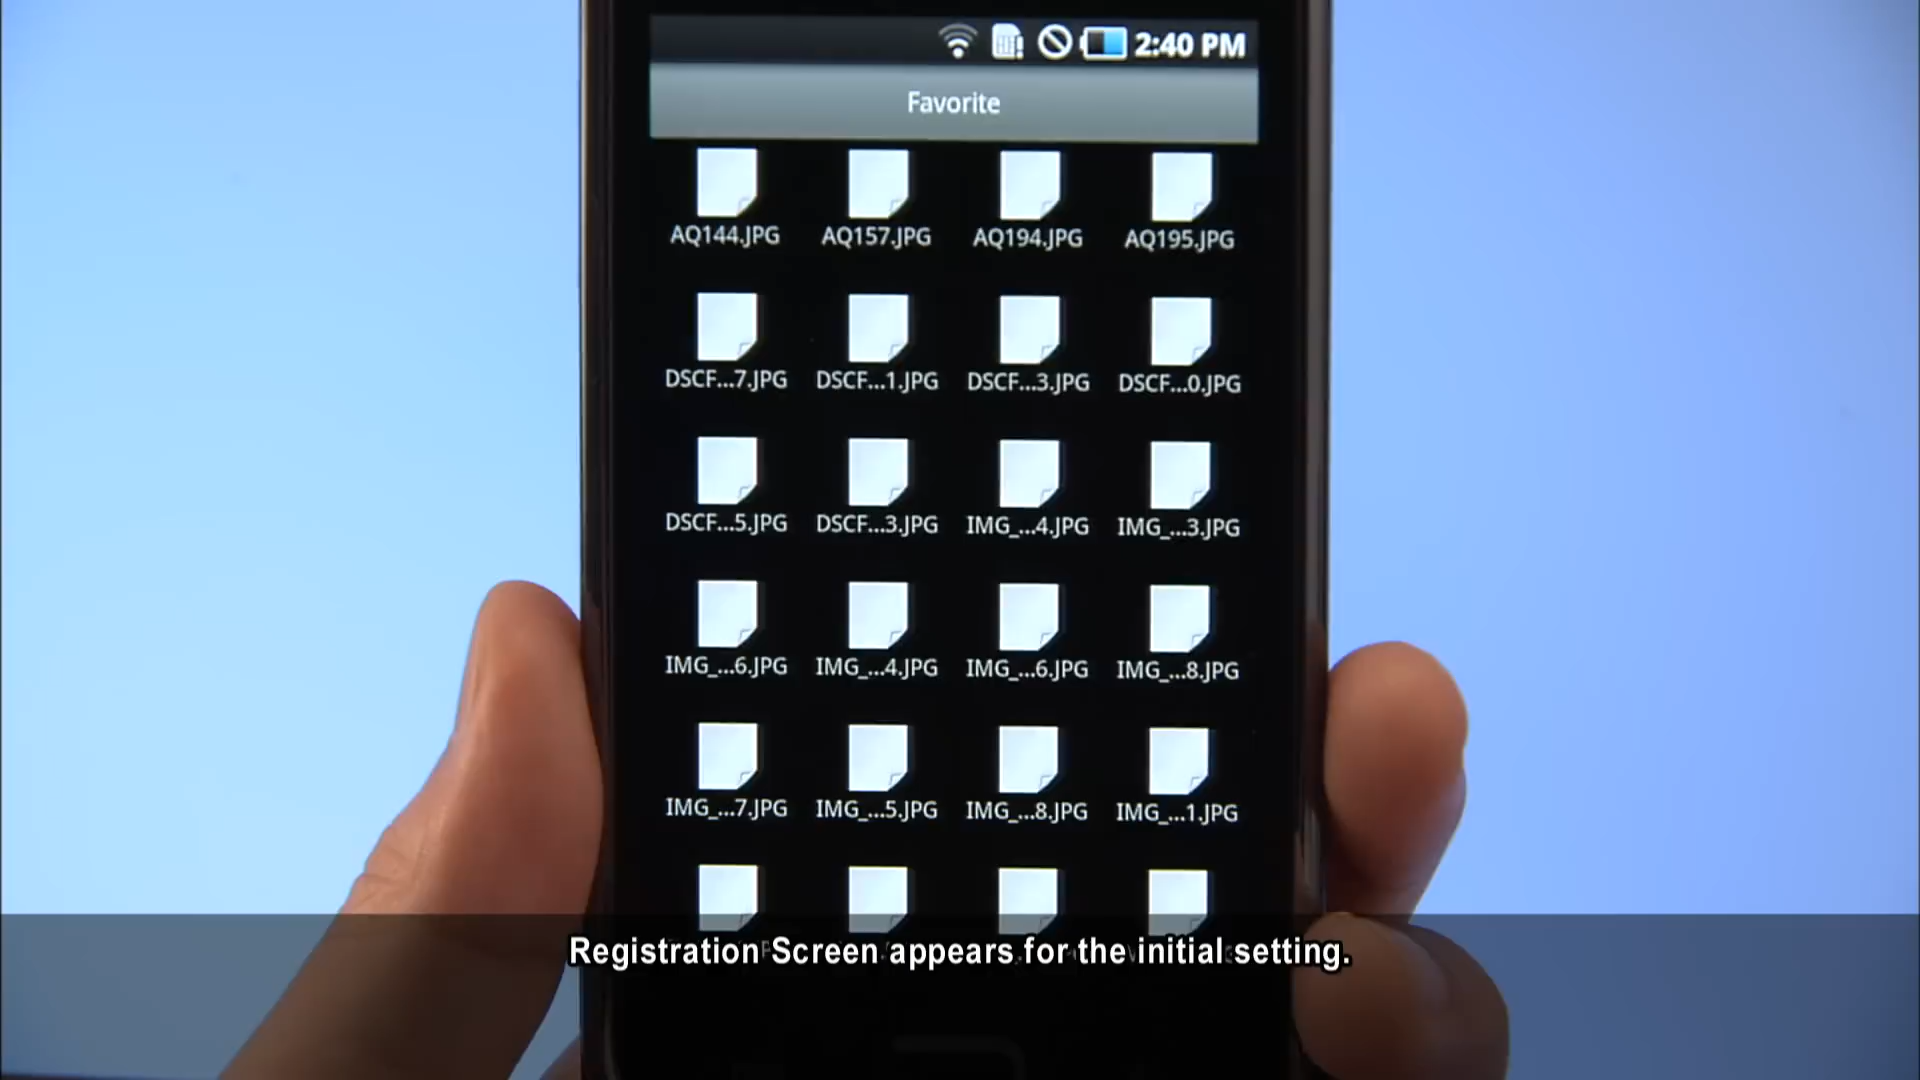 2:40 PM
Favorite
AQ144.JPG AQ157.JPG AQ194.JPG AQ195.JPG
DSCF...7.JPG DSCF...1.JPG DSCF...3.JPG DSCF...0.JPG
DSCF...5.JPG DSCF...3.JPG IMG_...4.JPG IMG_...3.JPG
IMG_...6.JPG IMG_...4.JPG IMG_...6.JPG IMG_...8.JPG
IMG_...7.JPG IMG_...5.JPG IMG_...8.JPG IMG_...1.JPG
Registration Screen appears for the initial setting.